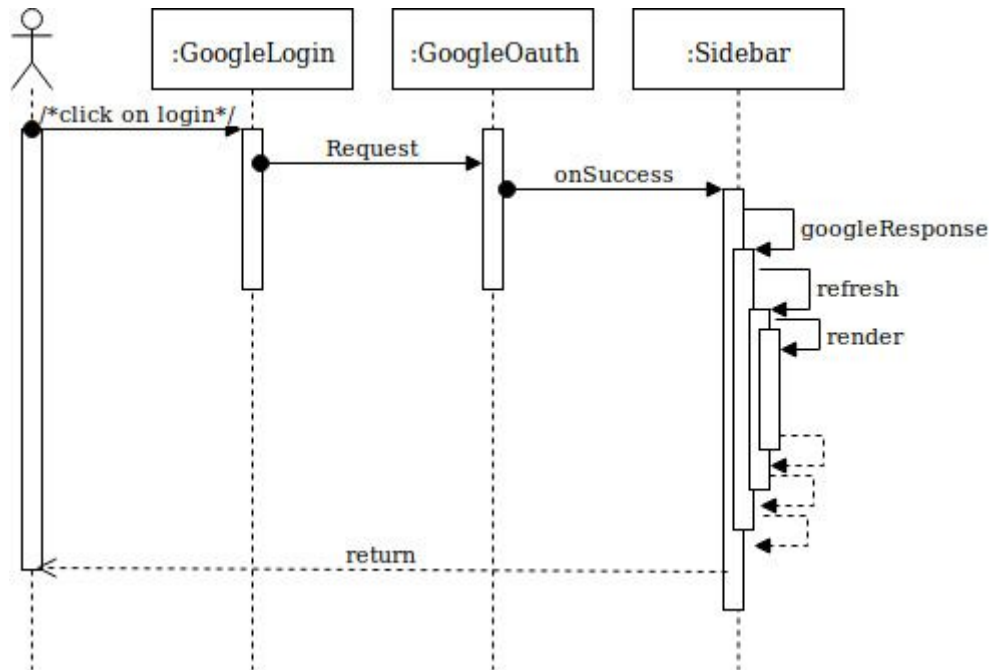 :GoogleLogin
:GoogleOauth
:Sidebar
/*click on login*/
Request
onSuccess
googleResponse
refresh
render
return